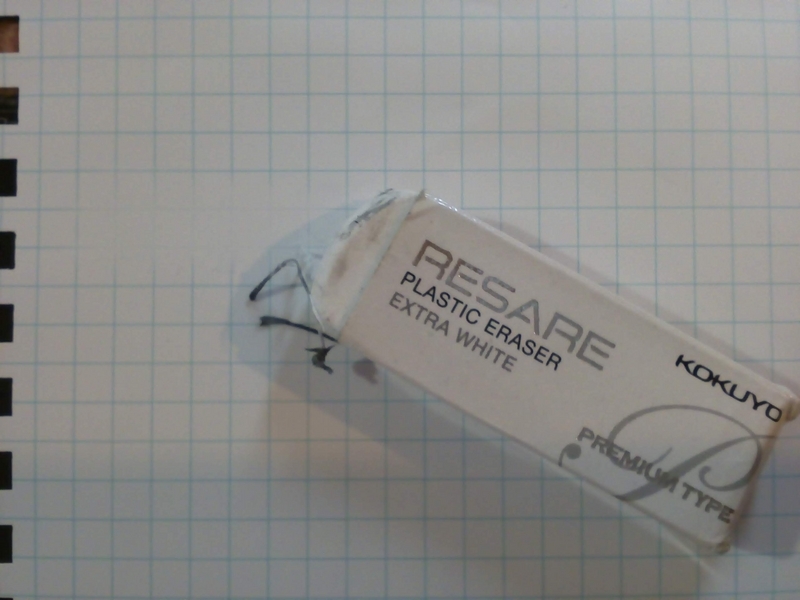 RESARE
PLASTIC ERASER
EXTRA WHITE
KOKUYO
PREMIUM TYPE